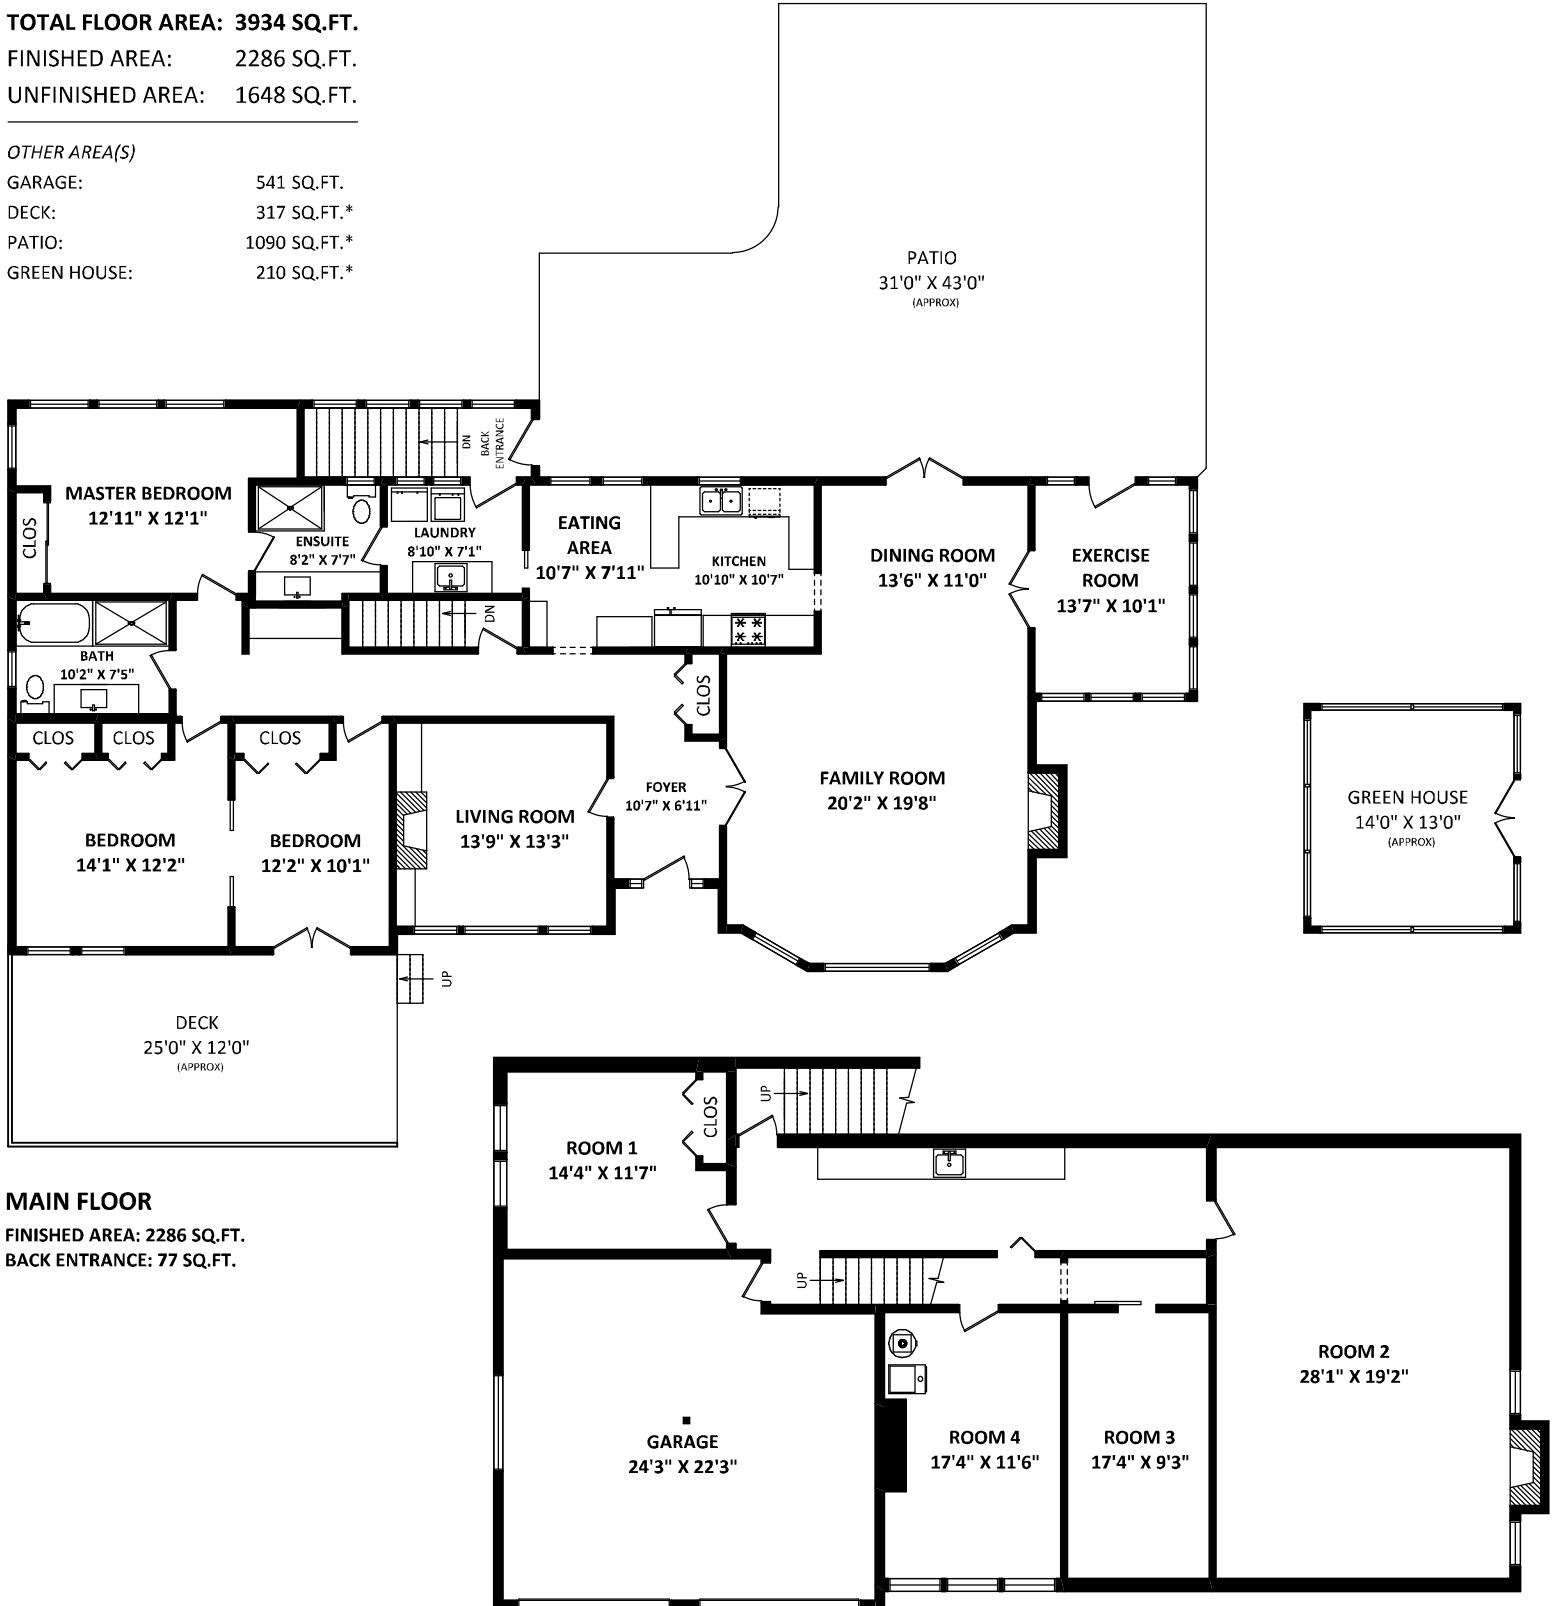 TOTAL FLOOR AREA: 3934 SQ.FT.
FINISHED AREA: 2286 SQ.FT.
UNFINISHED AREA: 1648 SQ.FT.
OTHER AREA(S)
GARAGE: 541 SQ.FT.
DECK: 317 SQ.FT.*
PATIO: 1090 SQ.FT.*
GREEN HOUSE: 210 SQ.FT.*
PATIO
31'0" X 43'0"
(APPROX)
DN
BACK
ENTRANCE
MASTER BEDROOM
12'11" X 12'1"
CLOS
ENSUITE
8'2" X 7'7"
LAUNDRY
8'10" X 7'1"
EATING
AREA
10'7" X 7'11"
KITCHEN
10'10" X 10'7"
DINING ROOM
13'6" X 11'0"
EXERCISE
ROOM
13'7" X 10'1"
DN
BATH
10'2" X 7'5"
CLOS
CLOS
CLOS
CLOS
FOYER
10'7" X 6'11"
FAMILY ROOM
20'2" X 19'8"
LIVING ROOM
13'9" X 13'3"
BEDROOM
14'1" X 12'2"
BEDROOM
12'2" X 10'1"
GREEN HOUSE
14'0" X 13'0"
(APPROX)
UP
DECK
25'0" X 12'0"
(APPROX)
MAIN FLOOR
FINISHED AREA: 2286 SQ.FT.
BACK ENTRANCE: 77 SQ.FT.
UP
CLOS
ROOM 1
14'4" X 11'7"
UP
ROOM 2
28'1" X 19'2"
GARAGE
24'3" X 22'3"
ROOM 4
17'4" X 11'6"
ROOM 3
17'4" X 9'3"